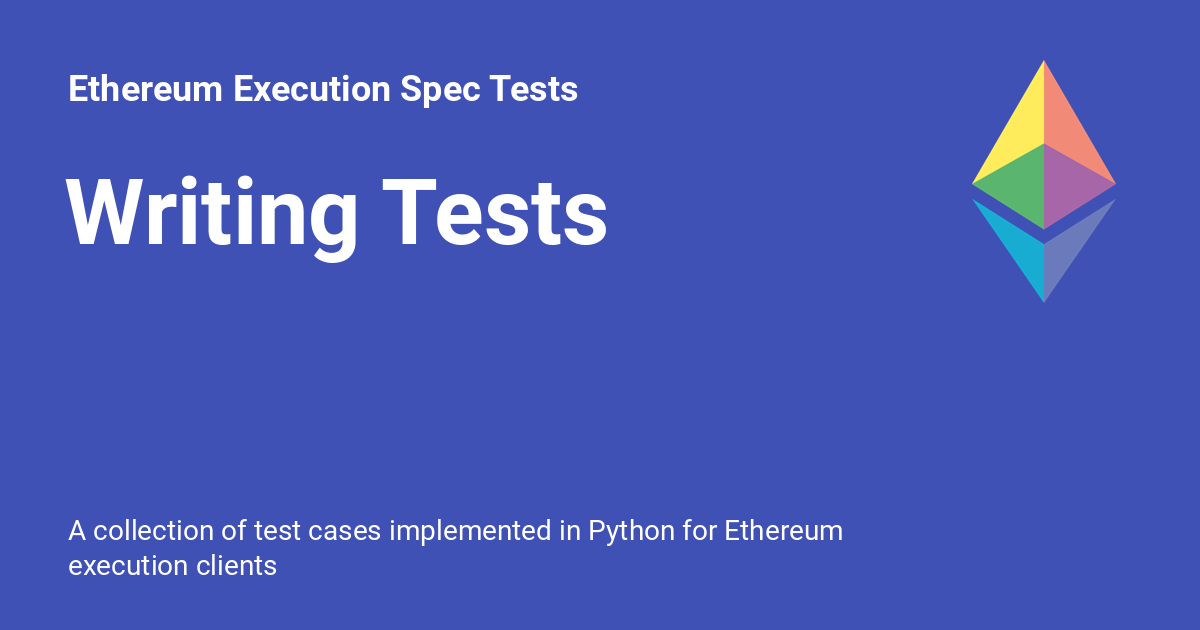 Ethereum Execution Spec Tests
Writing Tests
A collection of test cases implemented in Python for Ethereum
execution clients